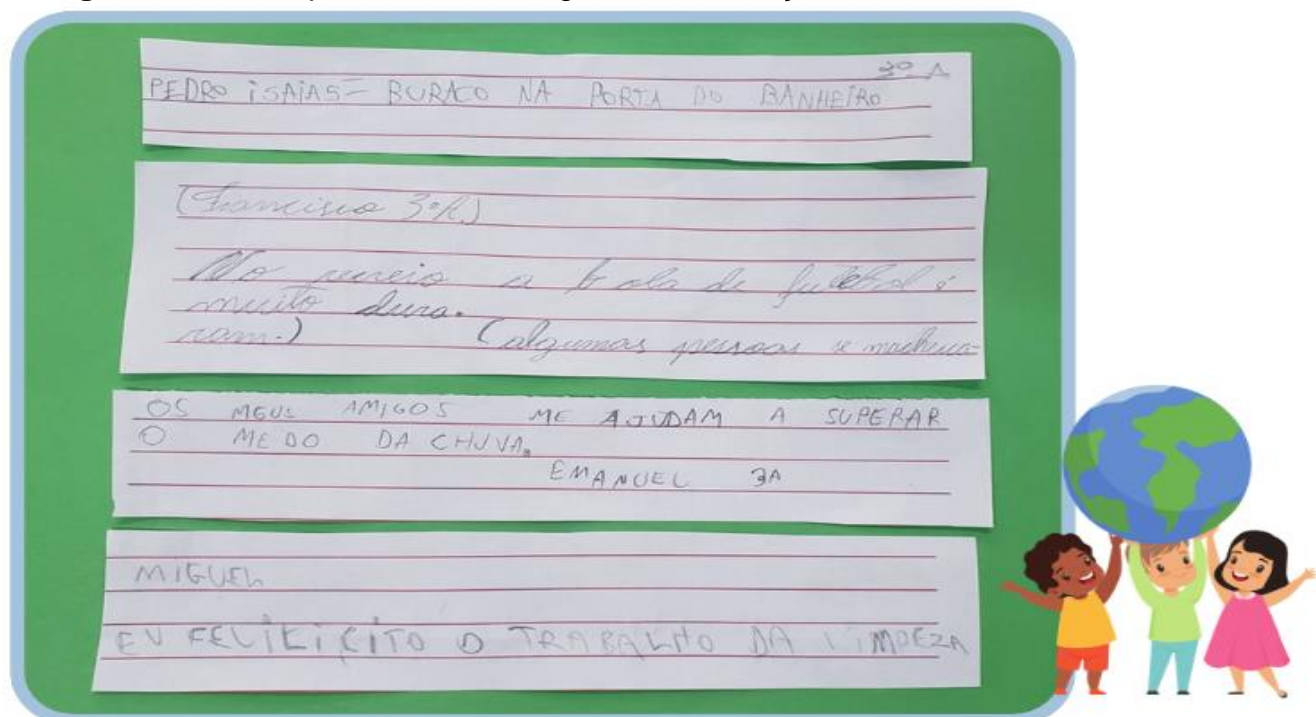 3º A
PEDRO iSAiAS = BURACO NA PORTA DO BANHEiRO
(Francisco 3ºA)
No recreio a bola de futebol é
muito dura.
ram.) (algumas pessoas se machuca-
OS MEUS AMIGOS ME AJUDAM A SUPERAR
O MEDO DA CHUVA.
EMANUEL 3A
MIGUEL
EU FELILICITO O TRABALHO DA LIMPEZA